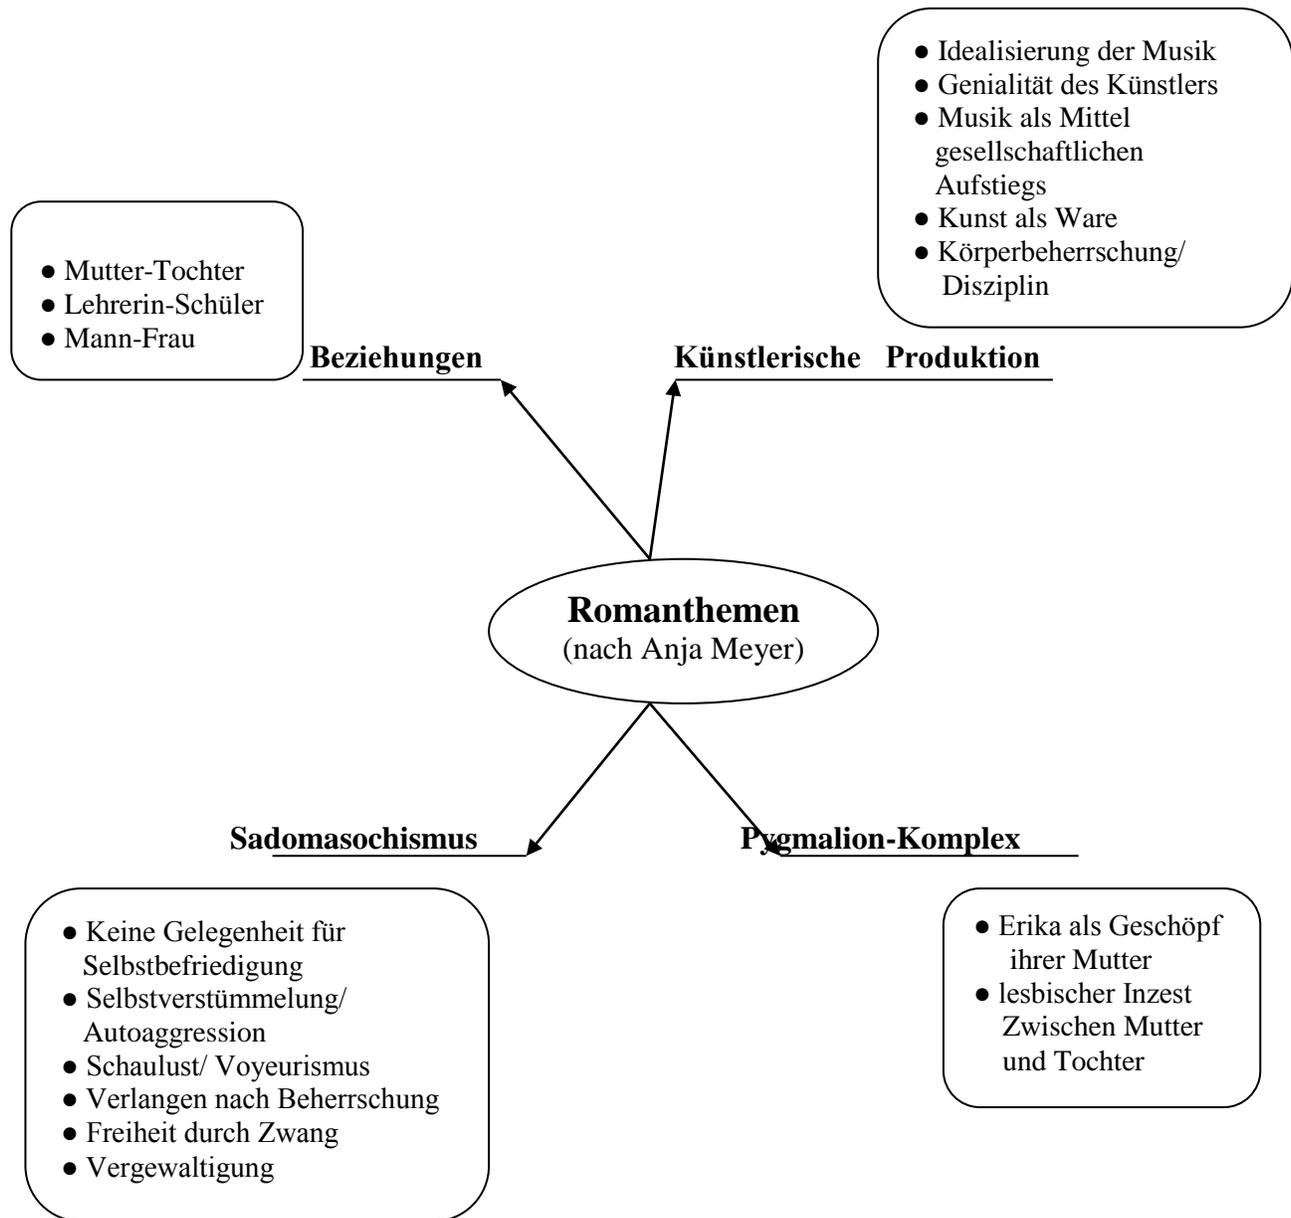 ● Idealisierung der Musik
● Genialität des Künstlers
● Musik als Mittel
gesellschaftlichen
Aufstiegs
● Kunst als Ware
● Körperbeherrschung/
Disziplin
● Mutter-Tochter
● Lehrerin-Schüler
● Mann-Frau
Beziehungen
Künstlerische Produktion
Romanthemen
(nach Anja Meyer)
Sadomasochismus
Pygmalion-Komplex
● Keine Gelegenheit für
Selbstbefriedigung
● Selbstverstümmelung/
Autoaggression
● Schaulust/ Voyeurismus
● Verlangen nach Beherrschung
● Freiheit durch Zwang
● Vergewaltigung
● Erika als Geschöpf
ihrer Mutter
● lesbischer Inzest
Zwischen Mutter
und Tochter